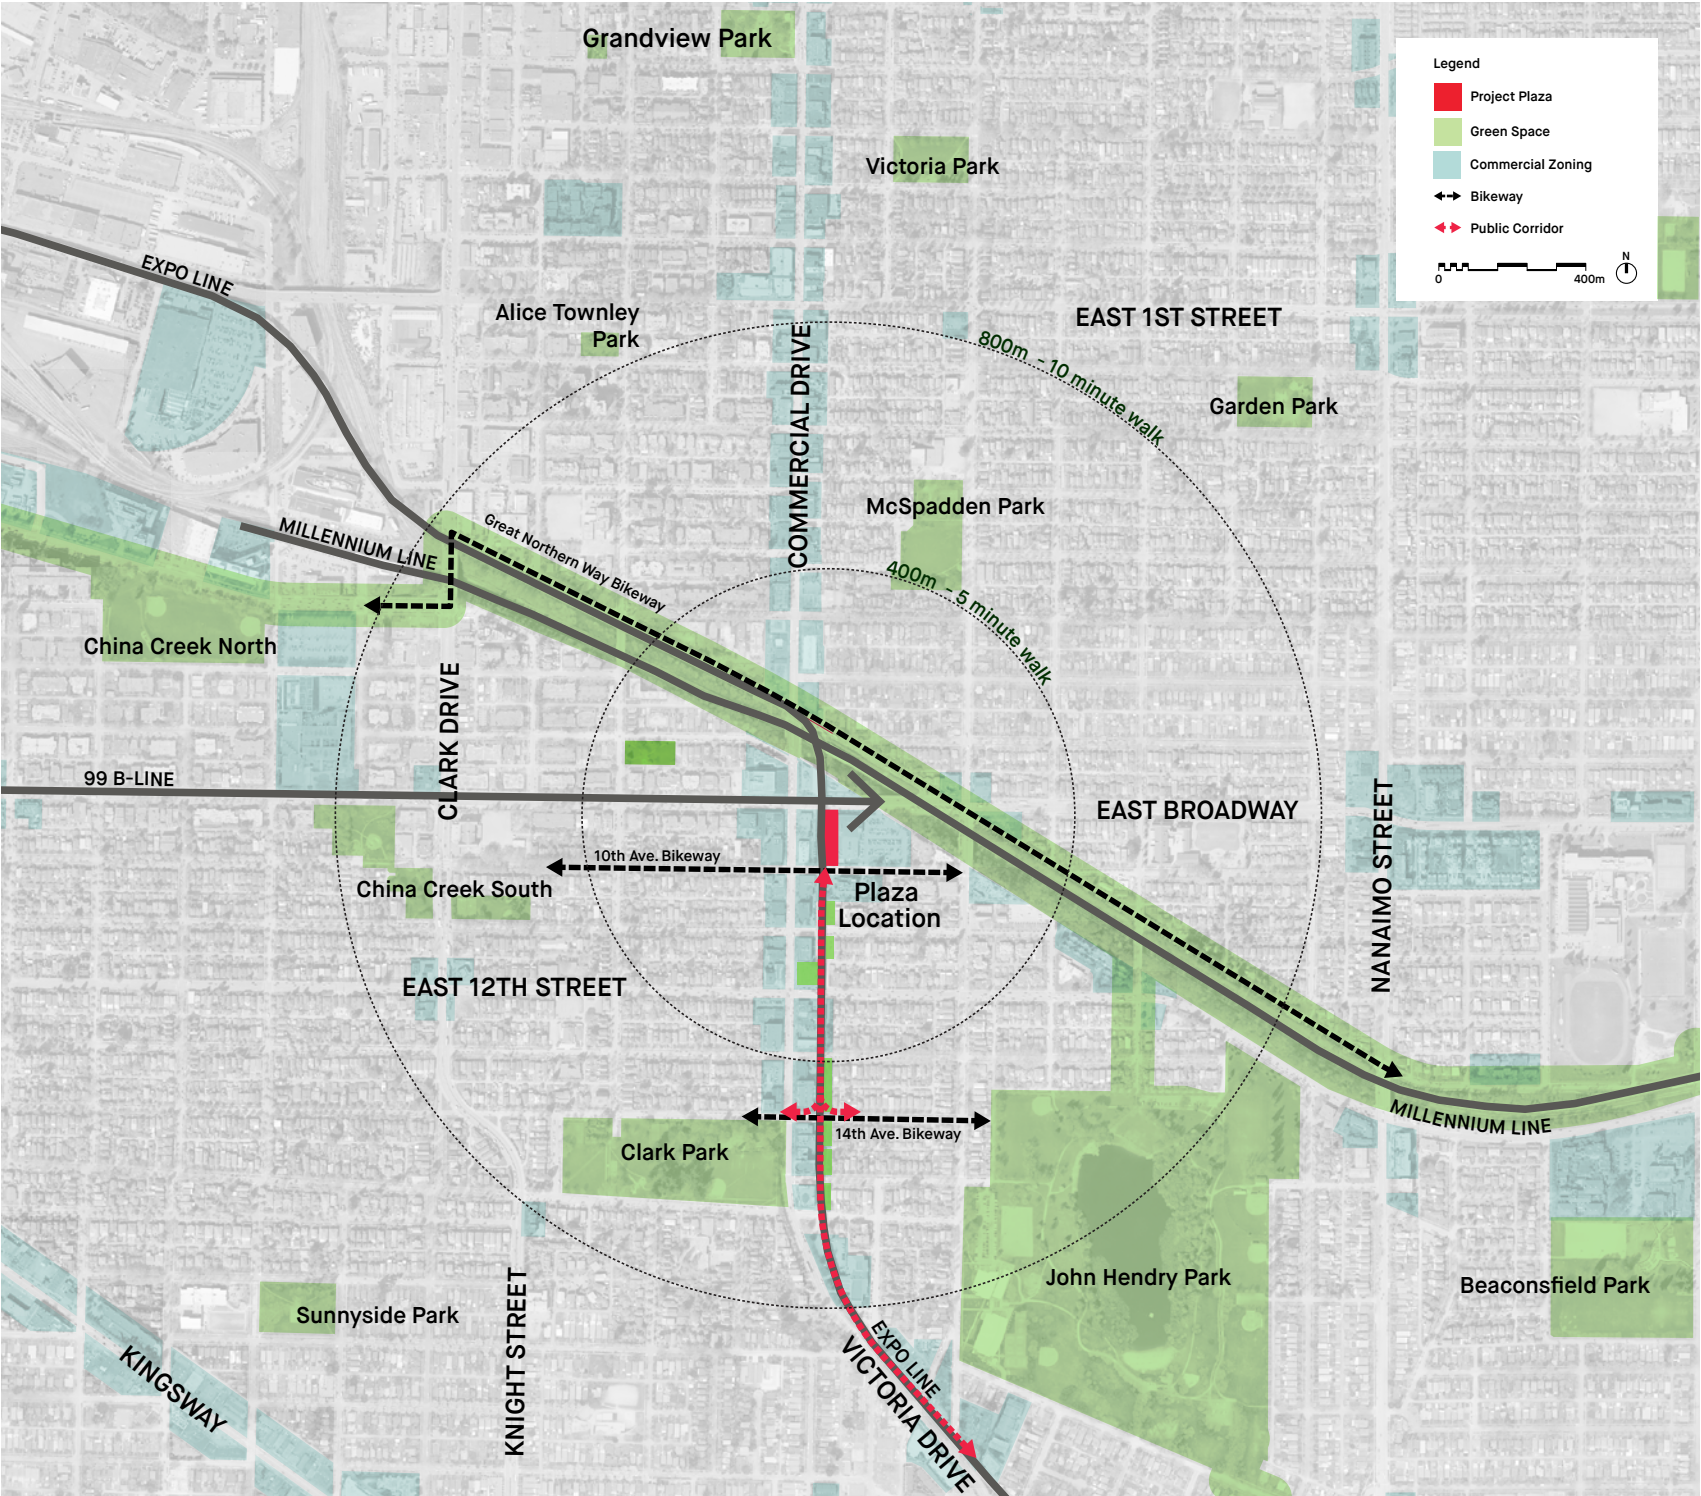 Grandview Park
Legend
Project Plaza
Green Space
Commercial Zoning
Bikeway
Public Corridor
N
0
400m
Victoria Park
EXPO LINE
Alice Townley
Park
EAST 1ST STREET
COMMERCIAL DRIVE
800m - 10 minute walk
Garden Park
McSpadden Park
MILLENNIUM LINE
Great Northern Way Bikeway
400m - 5 minute walk
China Creek North
CLARK DRIVE
99 B-LINE
EAST BROADWAY
NANAIMO STREET
10th Ave. Bikeway
China Creek South
Plaza
Location
EAST 12TH STREET
MILLENNIUM LINE
14th Ave. Bikeway
Clark Park
John Hendry Park
Beaconsfield Park
Sunnyside Park
KNIGHT STREET
KINGSWAY
EXPO LINE
VICTORIA DRIVE